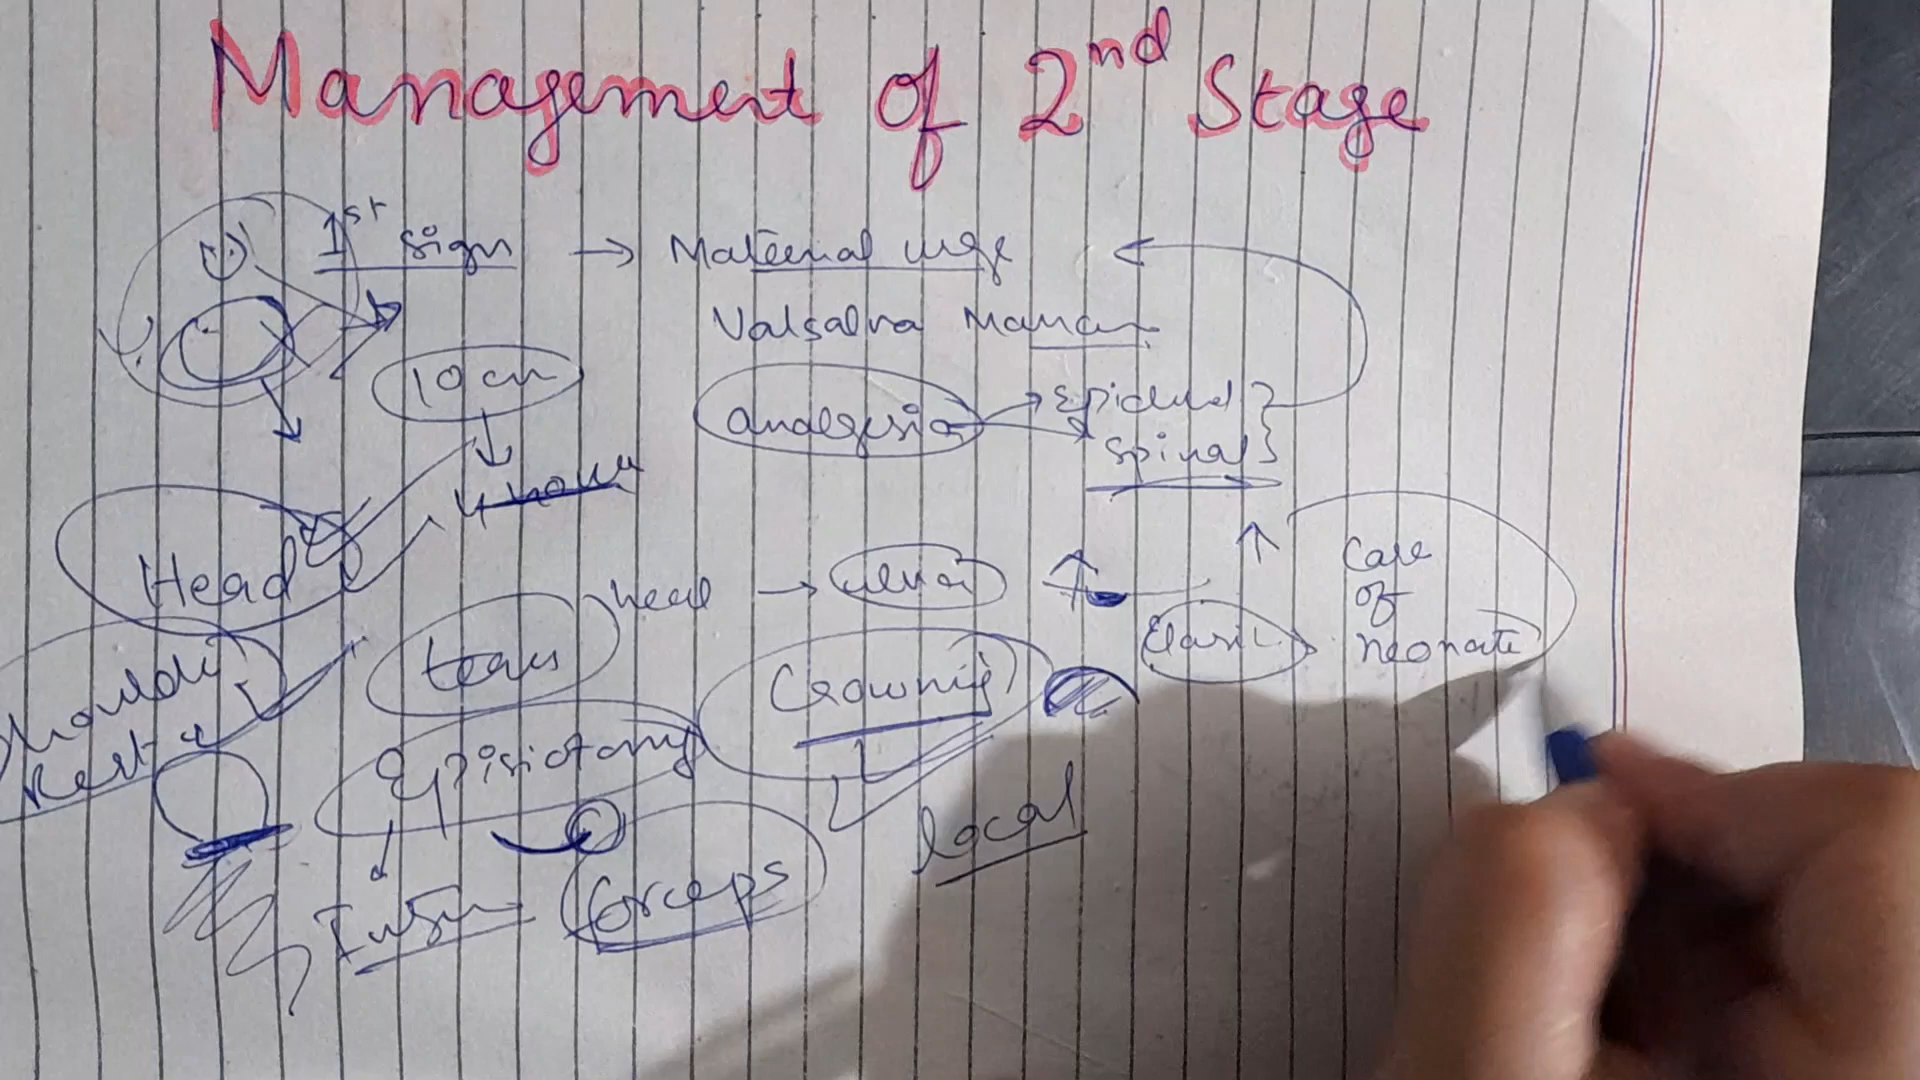 Management of 2nd Stage
1st sign → Maternal urge
Valsalva
10 cm
analgesia → Epidural
spinal
Head
head →
Care
of
neonate
tears
Crowning
Rest
Episiotomy
local
forceps